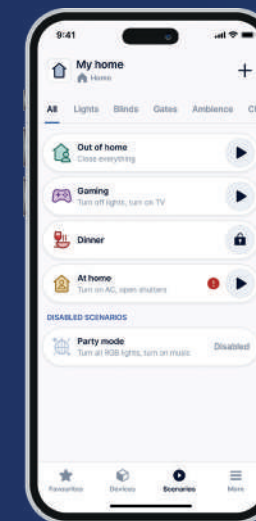 9:41
My home
Home
All Lights Blinds Gates Ambience
Out of home
Close everything
Gaming
Turn off lights, turn on TV
Dinner
At home
Turn on AC, open shutters
DISABLED SCENARIOS
Party mode
Turn all RGB lights, turn on music
Disabled
Favourites Devices Scenarios More